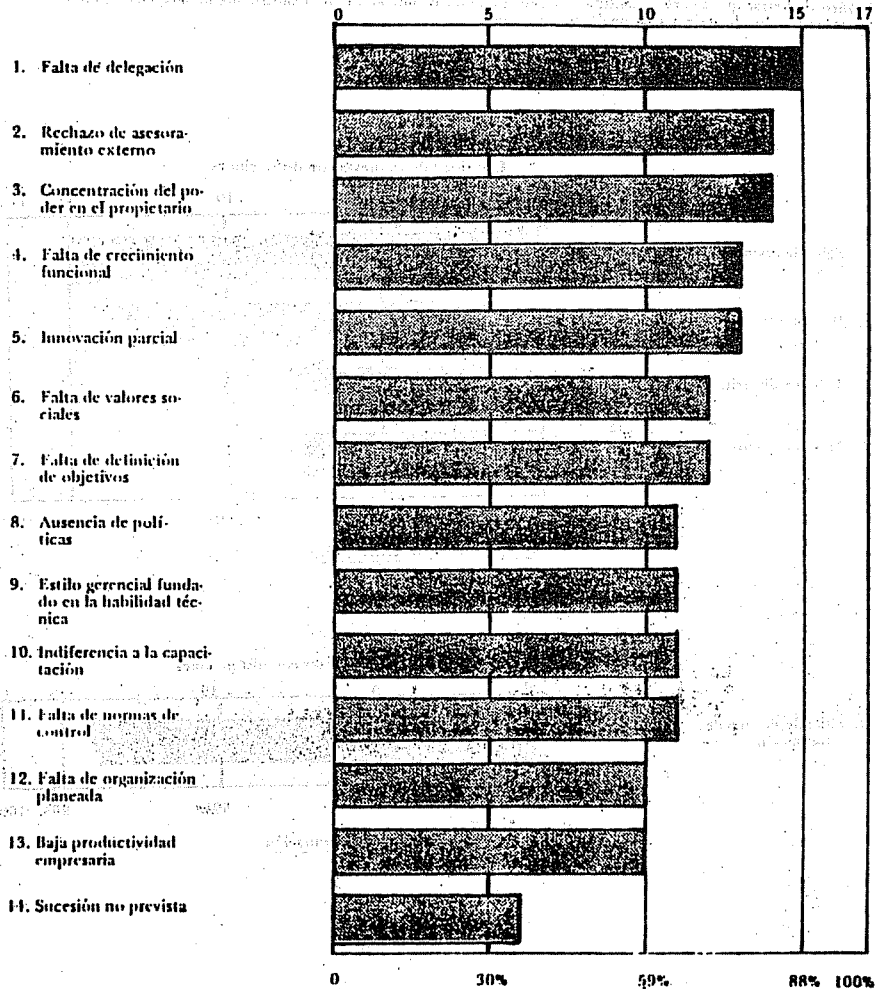 0 5 10 15 17
1. Falta de delegación
2. Rechazo de asesora-
miento externo
3. Concentración del po-
der en el propietario
4. Falta de crecimiento
funcional
5. Innovación parcial
6. Falta de valores so-
ciales
7. Falta de definición
de objetivos
8. Ausencia de polí-
ticas
9. Estilo gerencial funda-
do en la habilidad téc-
nica
10. Indiferencia a la capaci-
tación
11. Falta de normas de
control
12. Falta de organización
planeada
13. Baja productividad
empresaria
14. Sucesión no prevista
0 30% 59% 88% 100%